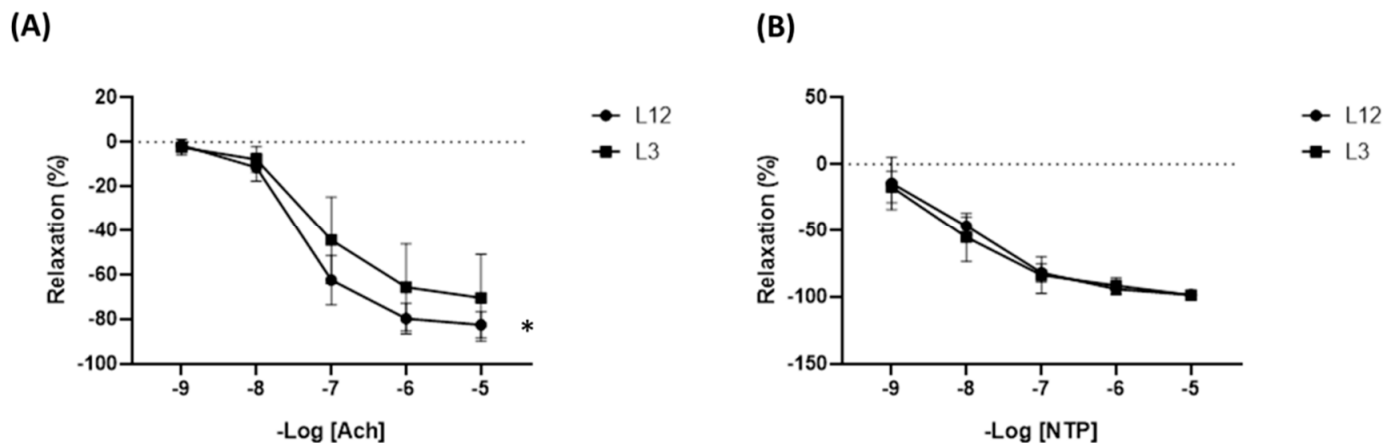 (A)
20
0
-20
-40
-60
-80
-100
Relaxation (%)
-9 -8 -7 -6 -5
-Log [Ach]
L12
L3
*
(B)
50
0
-50
-100
-150
Relaxation (%)
-9 -8 -7 -6 -5
-Log [NTP]
L12
L3